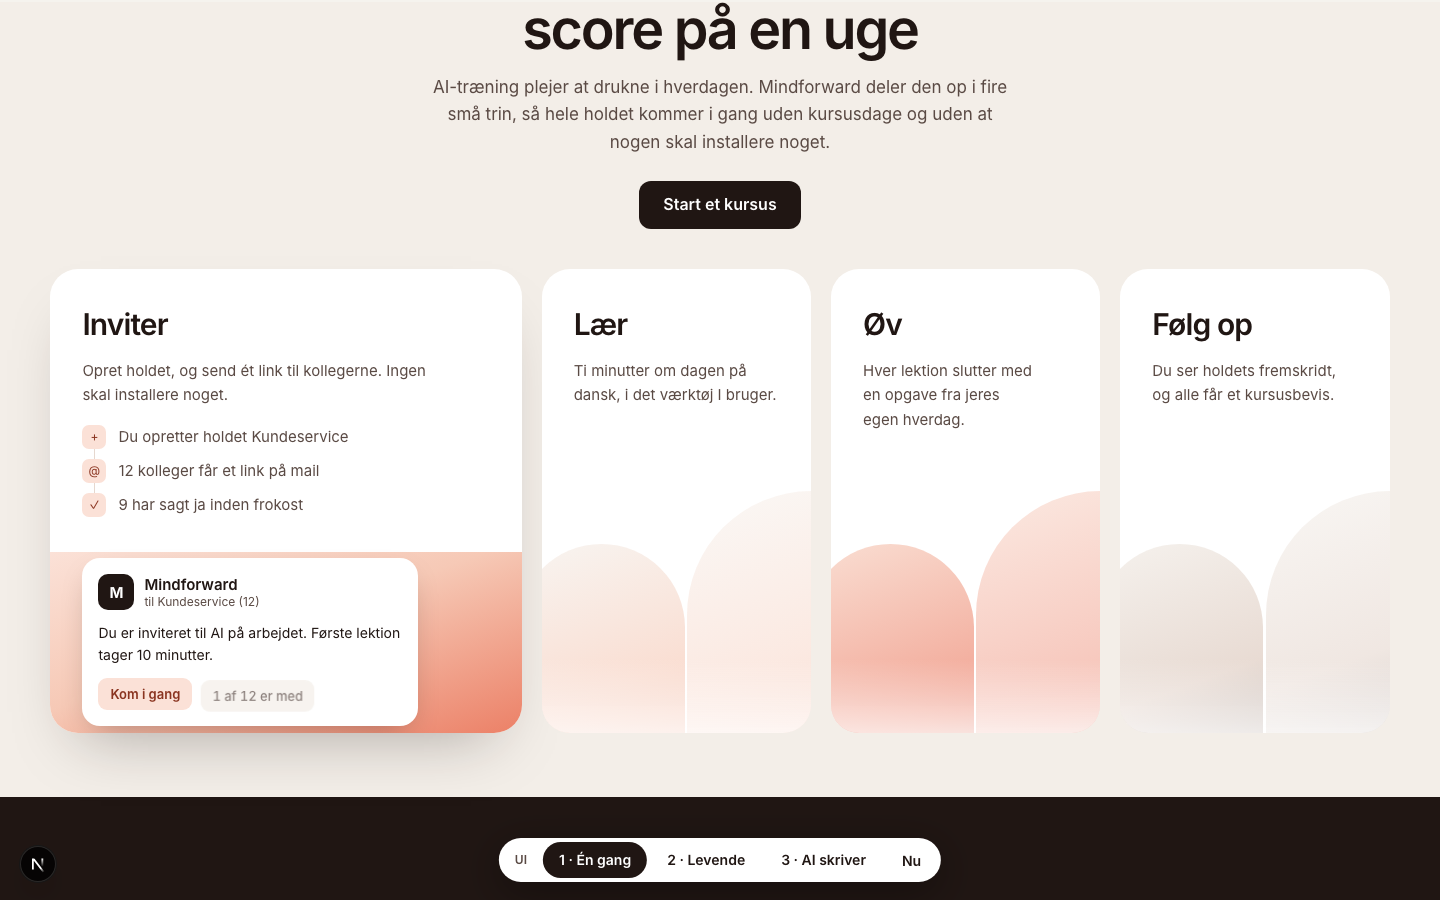 score på en uge
AI-træning plejer at drukne i hverdagen. Mindforward deler den op i fire
små trin, så hele holdet kommer i gang uden kursusdage og uden at
nogen skal installere noget.
Start et kursus
Inviter
Opret holdet, og send ét link til kollegerne. Ingen
skal installere noget.
+ Du opretter holdet Kundeservice
@ 12 kolleger får et link på mail
✓ 9 har sagt ja inden frokost
M Mindforward
til Kundeservice (12)
Du er inviteret til AI på arbejdet. Første lektion
tager 10 minutter.
Kom i gang 1 af 12 er med
Lær
Ti minutter om dagen på
dansk, i det værktøj I bruger.
Øv
Hver lektion slutter med
en opgave fra jeres
egen hverdag.
Følg op
Du ser holdets fremskridt,
og alle får et kursusbevis.
N
UI 1 · Én gang 2 · Levende 3 · AI skriver Nu